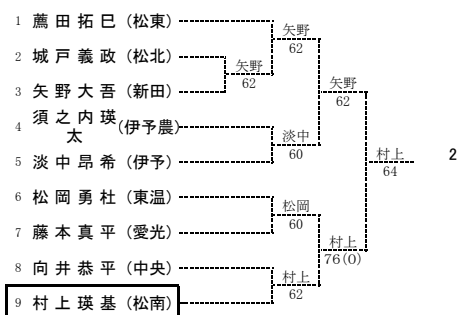 1 薦田拓巳 (松東)
矢野
62
2 城戸義政 (松北)
矢野
62
3 矢野大吾 (新田)
矢野
62
4 須之内瑛太 (伊予農)
淡中
60
5 淡中昂希 (伊予)
村上
64
2
6 松岡勇杜 (東温)
松岡
60
7 藤本真平 (愛光)
村上
76(0)
8 向井恭平 (中央)
村上
62
9 村上瑛基 (松南)